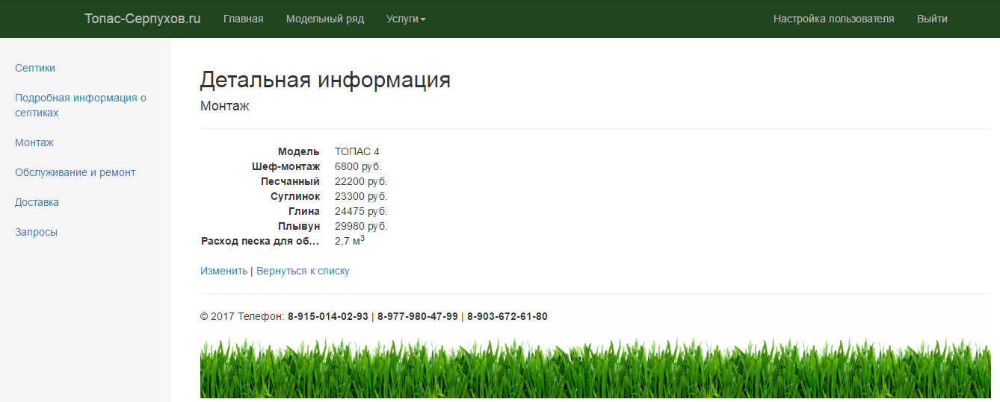 Топас-Серпухов.ru Главная Модельный ряд Услуги Настройка пользователя Выйти
Септики
Подробная информация о
септиках
Монтаж
Обслуживание и ремонт
Доставка
Запросы
Детальная информация
Монтаж
Модель ТОПАС 4
Шеф-монтаж 6800 руб.
Песчанный 22200 руб.
Суглинок 23300 руб.
Глина 24475 руб.
Плывун 29980 руб.
Расход песка для об... 2,7 м³
Изменить | Вернуться к списку
© 2017 Телефон: 8-915-014-02-93 | 8-977-980-47-99 | 8-903-672-61-80